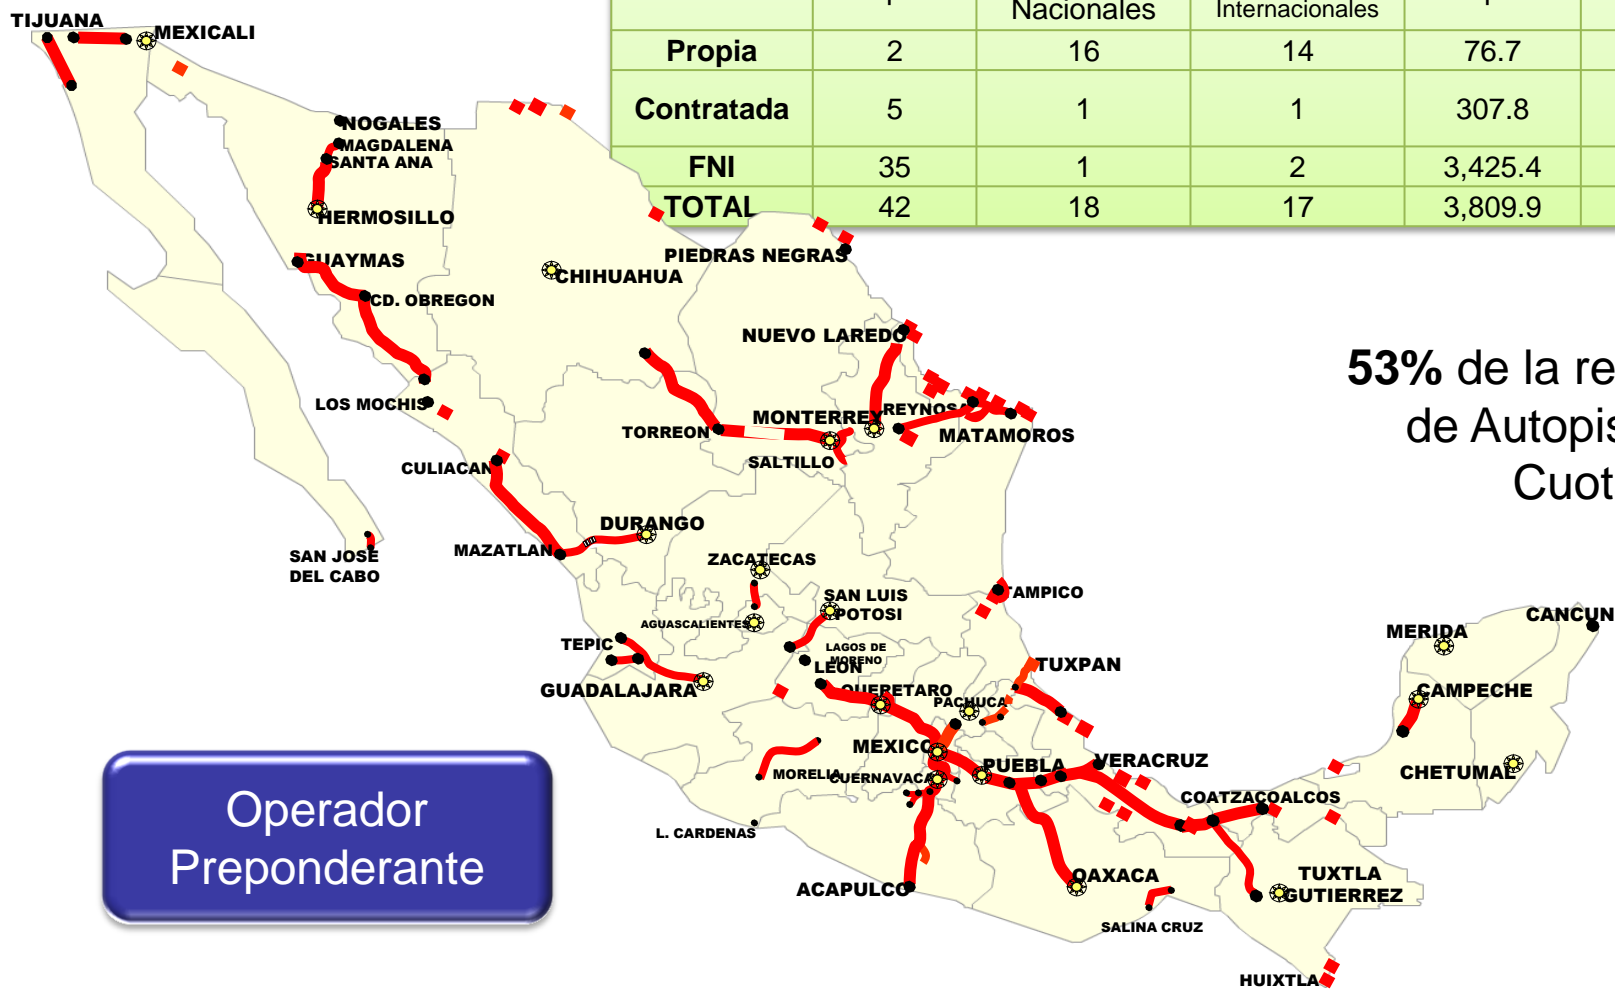 Nacionales
Internacionales
Propia 2 16 14 76.7
Contratada 5 1 1 307.8
FNI 35 1 2 3,425.4
TOTAL 42 18 17 3,809.9
TIJUANA
MEXICALI
NOGALES
MAGDALENA
SANTA ANA
HERMOSILLO
GUAYMAS
CD. OBREGON
CHIHUAHUA
PIEDRAS NEGRAS
NUEVO LAREDO
LOS MOCHIS
TORREON
MONTERREY
REYNOSA
MATAMOROS
SALTILLO
CULIACAN
DURANGO
MAZATLAN
SAN JOSE
DEL CABO
ZACATECAS
SAN LUIS
POTOSI
AGUASCALIENTES
TAMPICO
TEPIC
LAGOS DE
MORENO
LEON
GUADALAJARA
QUERETARO
PACHUCA
TUXPAN
MERIDA
CANCUN
CAMPECHE
CHETUMAL
MEXICO
PUEBLA
VERACRUZ
MORELIA
CUERNAVACA
COATZACOALCOS
L. CARDENAS
ACAPULCO
OAXACA
TUXTLA
GUTIERREZ
SALINA CRUZ
HUIXTLA
53% de la re
de Autopis
Cuot
Operador
Preponderante